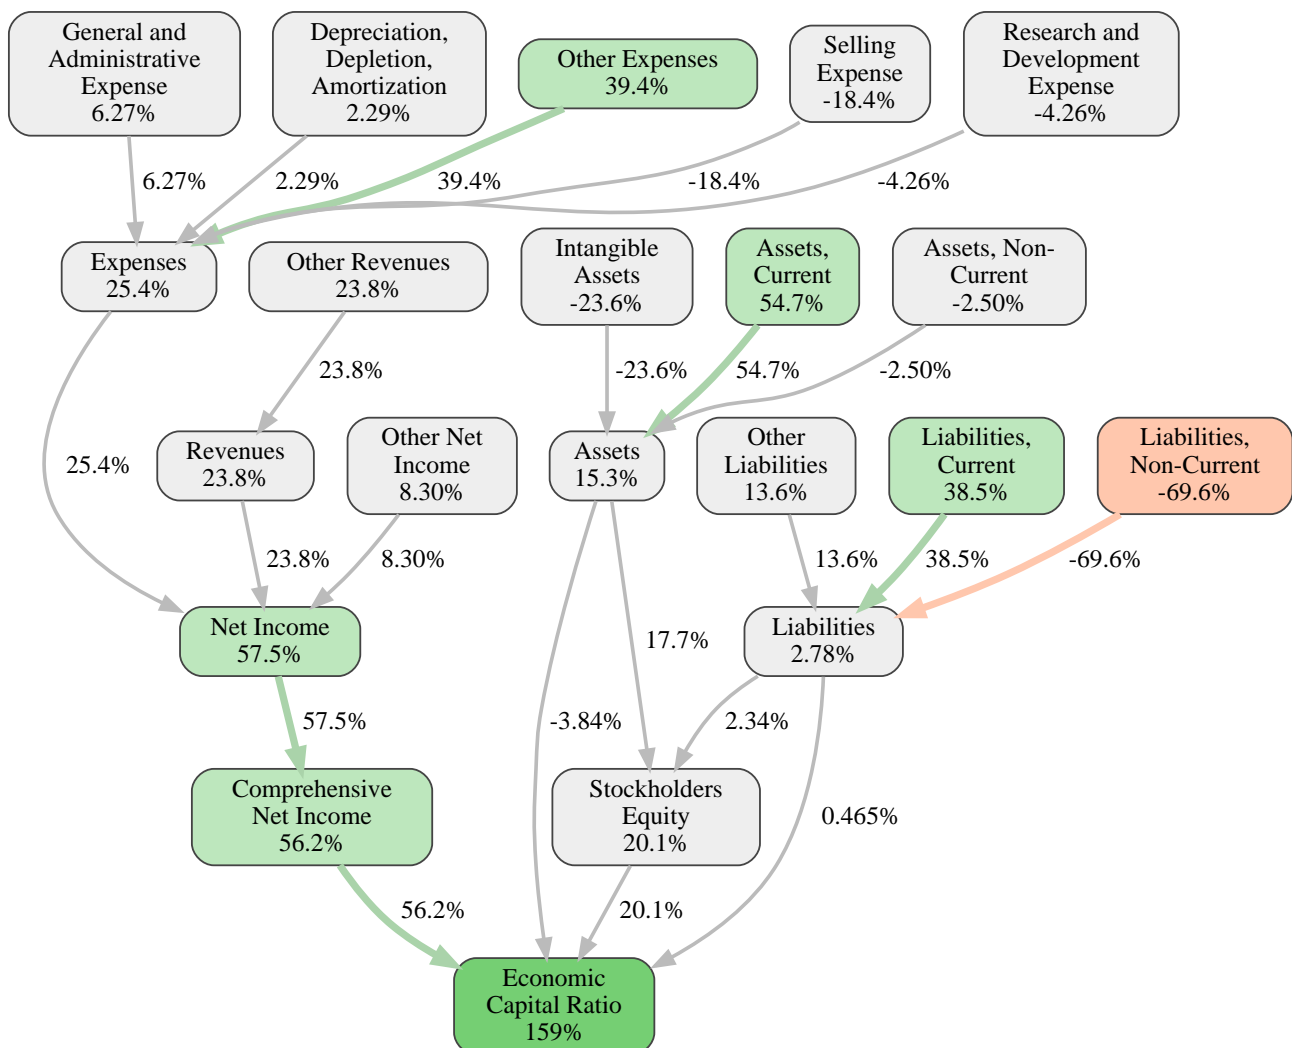 General and
Administrative
Expense
6.27%
Depreciation,
Depletion,
Amortization
2.29%
Other Expenses
39.4%
Selling
Expense
-18.4%
Research and
Development
Expense
-4.26%
6.27%
2.29%
39.4%
-18.4%
-4.26%
Expenses
25.4%
Other Revenues
23.8%
Intangible
Assets
-23.6%
Assets,
Current
54.7%
Assets, Non-
Current
-2.50%
23.8%
-23.6%
54.7%
-2.50%
25.4%
Revenues
23.8%
Other Net
Income
8.30%
Assets
15.3%
Other
Liabilities
13.6%
Liabilities,
Current
38.5%
Liabilities,
Non-Current
-69.6%
23.8%
8.30%
13.6%
38.5%
-69.6%
Net Income
57.5%
17.7%
Liabilities
2.78%
57.5%
-3.84%
2.34%
Comprehensive
Net Income
56.2%
Stockholders
Equity
20.1%
0.465%
56.2%
20.1%
Economic
Capital Ratio
159%